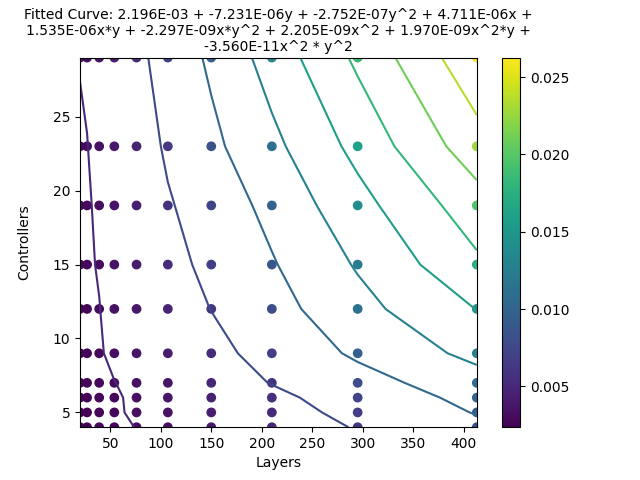 Fitted Curve: 2.196E-03 + -7.231E-06y + -2.752E-07y^2 + 4.711E-06x +
1.535E-06x*y + -2.297E-09x*y^2 + 2.205E-09x^2 + 1.970E-09x^2*y +
-3.560E-11x^2 * y^2
25
20
15
10
5
Controllers
50 100 150 200 250 300 350 400
Layers
0.025
0.020
0.015
0.010
0.005